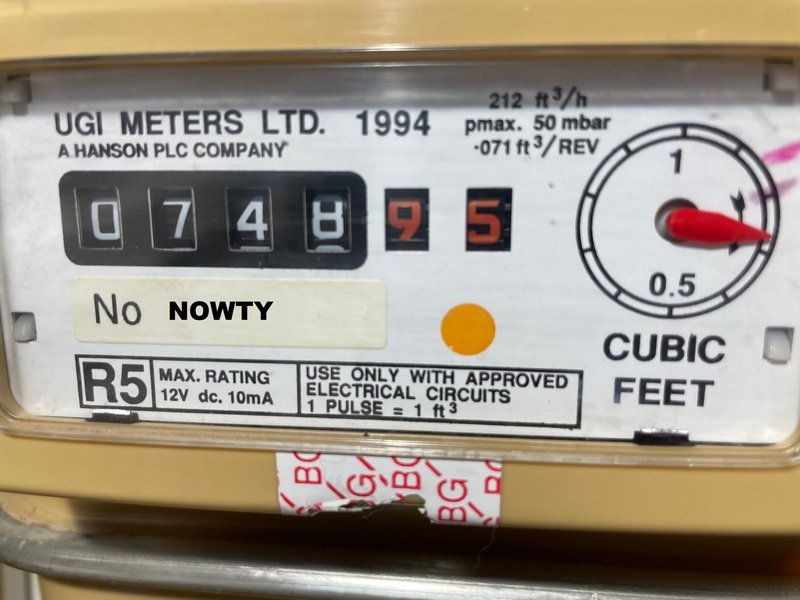 UGI METERS LTD. 1994
A HANSON PLC COMPANY
212 ft³/h
pmax. 50 mbar
·071 ft³/REV
0 7 4 8 9 5
1
0.5
CUBIC
FEET
No NOWTY
R5
MAX. RATING
12V dc. 10mA
USE ONLY WITH APPROVED
ELECTRICAL CIRCUITS
1 PULSE = 1 ft³
BG BG BG BG BG